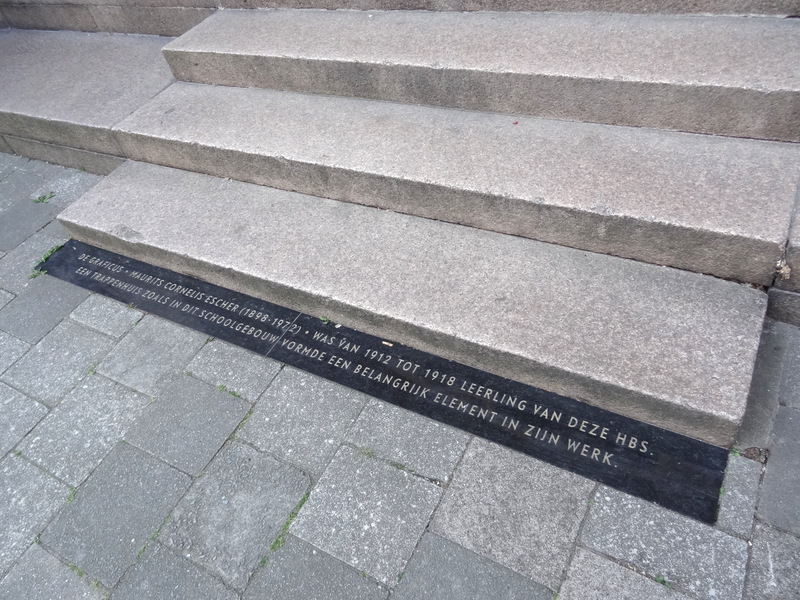 DE GRAFICUS • MAURITS CORNELIS ESCHER (1898-1972) • WAS VAN 1912 TOT 1918 LEERLING VAN DEZE HBS.
EEN TRAPPENHUIS ZOALS IN DIT SCHOOLGEBOUW VORMDE EEN BELANGRIJK ELEMENT IN ZIJN WERK.